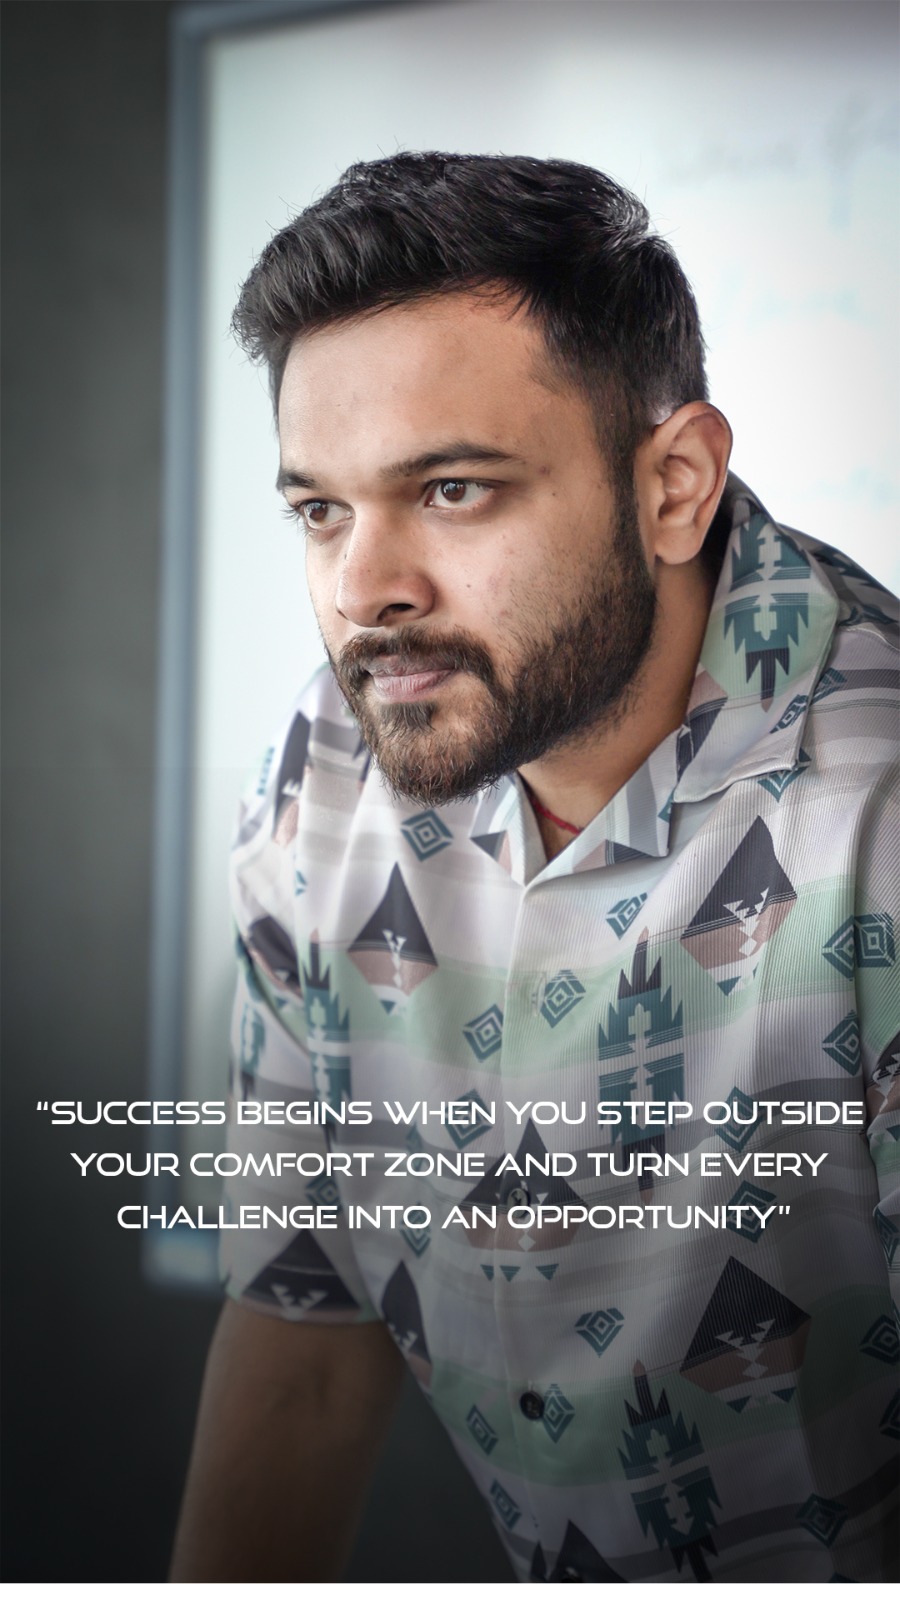 “SUCCESS BEGINS WHEN YOU STEP OUTSIDE
YOUR COMFORT ZONE AND TURN EVERY
CHALLENGE INTO AN OPPORTUNITY”